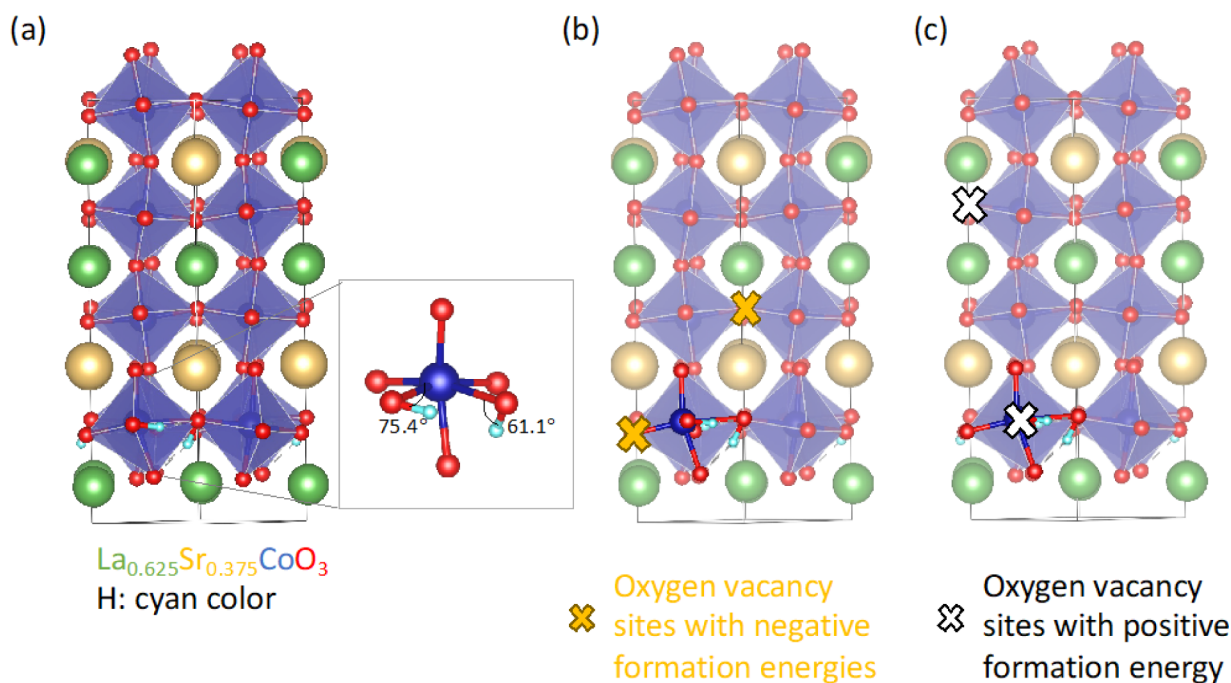 (a)
(b)
(c)
75.4°
61.1°
La0.625Sr0.375CoO3
H: cyan color
Oxygen vacancy
sites with negative
formation energies
Oxygen vacancy
sites with positive
formation energy